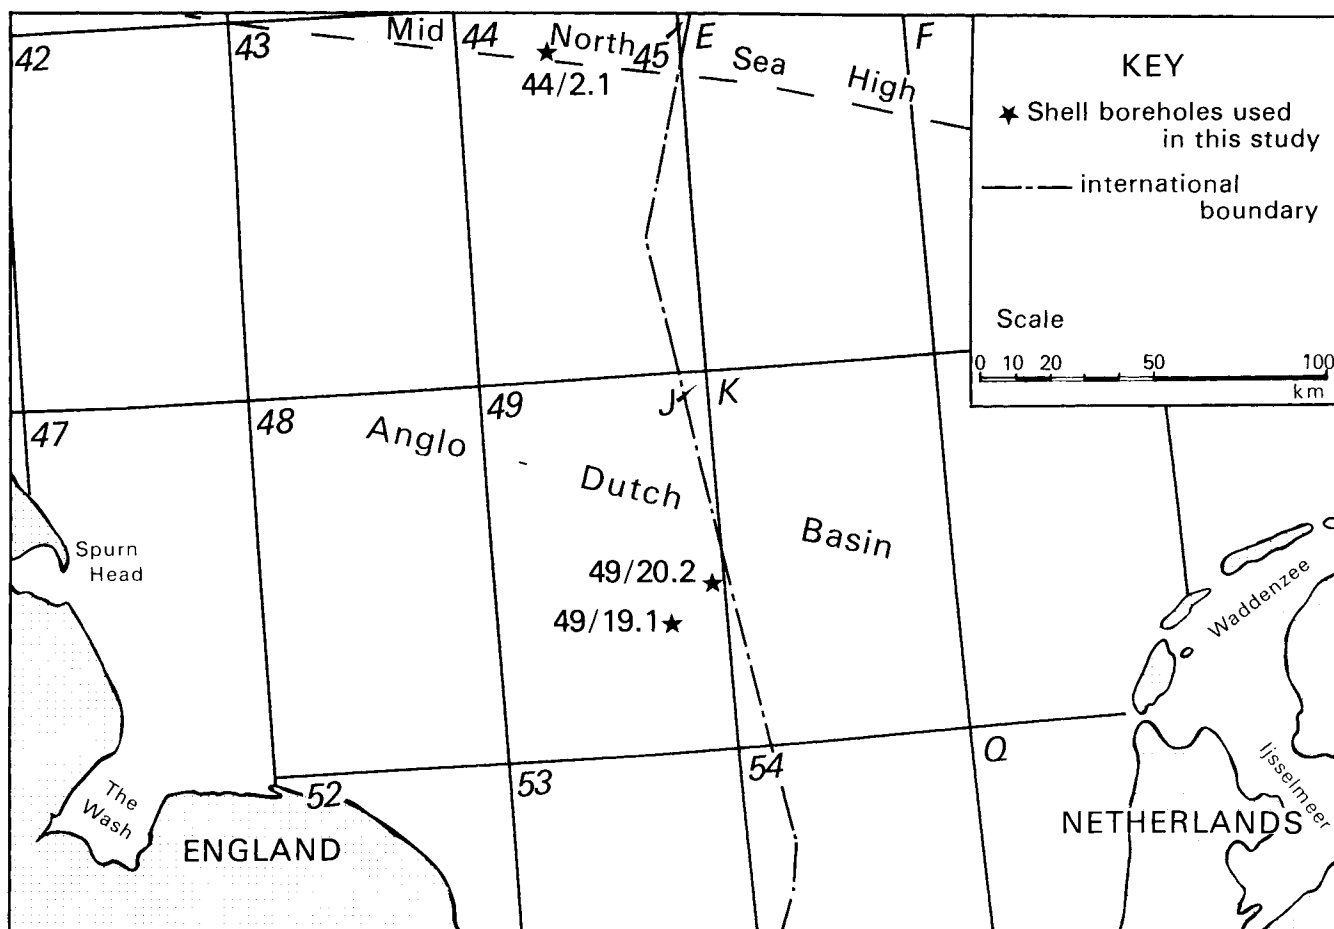 42
43
Mid
44
North
45
E
Sea
High
F
44/2.1
KEY
Shell boreholes used
in this study
international
boundary
Scale
0 10 20 50 100
km
47
48
49
J
K
Anglo - Dutch Basin
Spurn
Head
49/20.2
49/19.1
Waddenzee
The
Wash
52
53
54
Q
Ijsselmeer
ENGLAND
NETHERLANDS